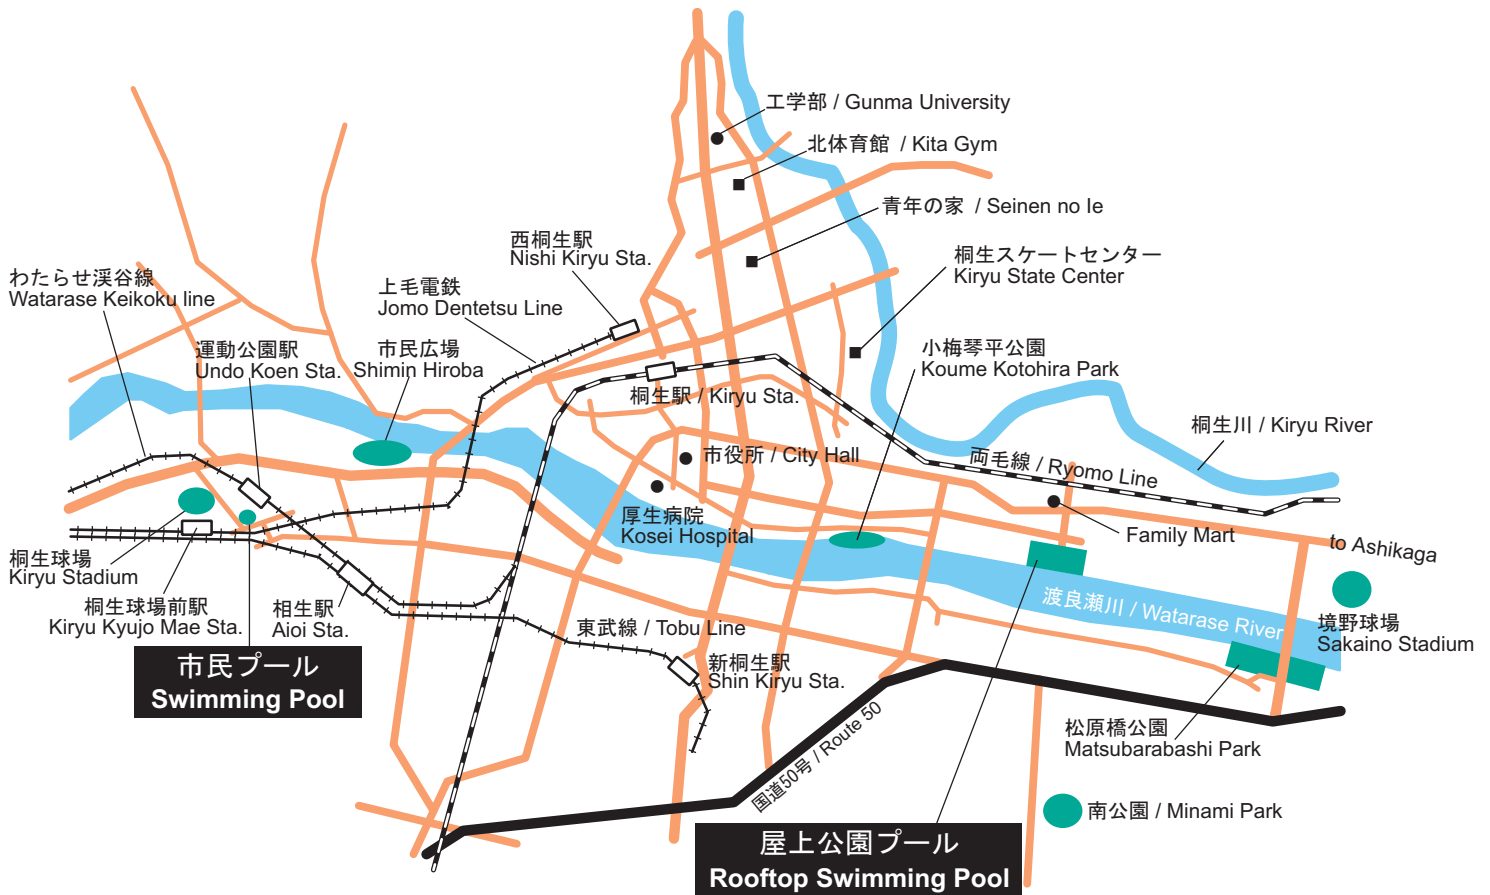 工学部 / Gunma University
北体育館 / Kita Gym
青年の家 / Seinen no Ie
西桐生駅
Nishi Kiryu Sta.
桐生スケートセンター
Kiryu State Center
わたらせ渓谷線
Watarase Keikoku line
上毛電鉄
Jomo Dentetsu Line
運動公園駅
Undo Koen Sta.
市民広場
Shimin Hiroba
小梅琴平公園
Koume Kotohira Park
桐生駅 / Kiryu Sta.
桐生川 / Kiryu River
市役所 / City Hall
両毛線 / Ryomo Line
厚生病院
Kosei Hospital
Family Mart
to Ashikaga
桐生球場
Kiryu Stadium
桐生球場前駅
Kiryu Kyujo Mae Sta.
相生駅
Aioi Sta.
渡良瀬川 / Watarase River
境野球場
Sakaino Stadium
東武線 / Tobu Line
新桐生駅
Shin Kiryu Sta.
市民プール
Swimming Pool
松原橋公園
Matsubarabashi Park
国道50号 / Route 50
南公園 / Minami Park
屋上公園プール
Rooftop Swimming Pool